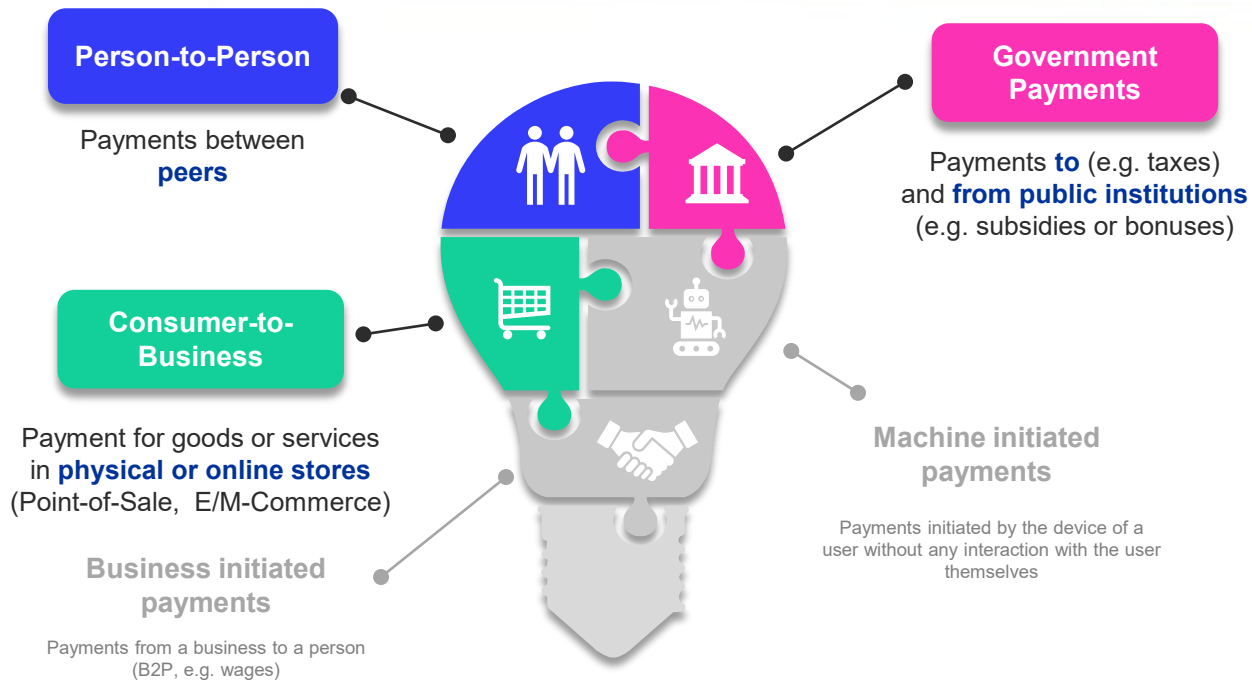 Person-to-Person
Payments between
peers
Government
Payments
Payments to (e.g. taxes)
and from public institutions
(e.g. subsidies or bonuses)
Consumer-to-
Business
Payment for goods or services
in physical or online stores
(Point-of-Sale, E/M-Commerce)
Machine initiated
payments
Payments initiated by the device of a
user without any interaction with the user
themselves
Business initiated
payments
Payments from a business to a person
(B2P, e.g. wages)